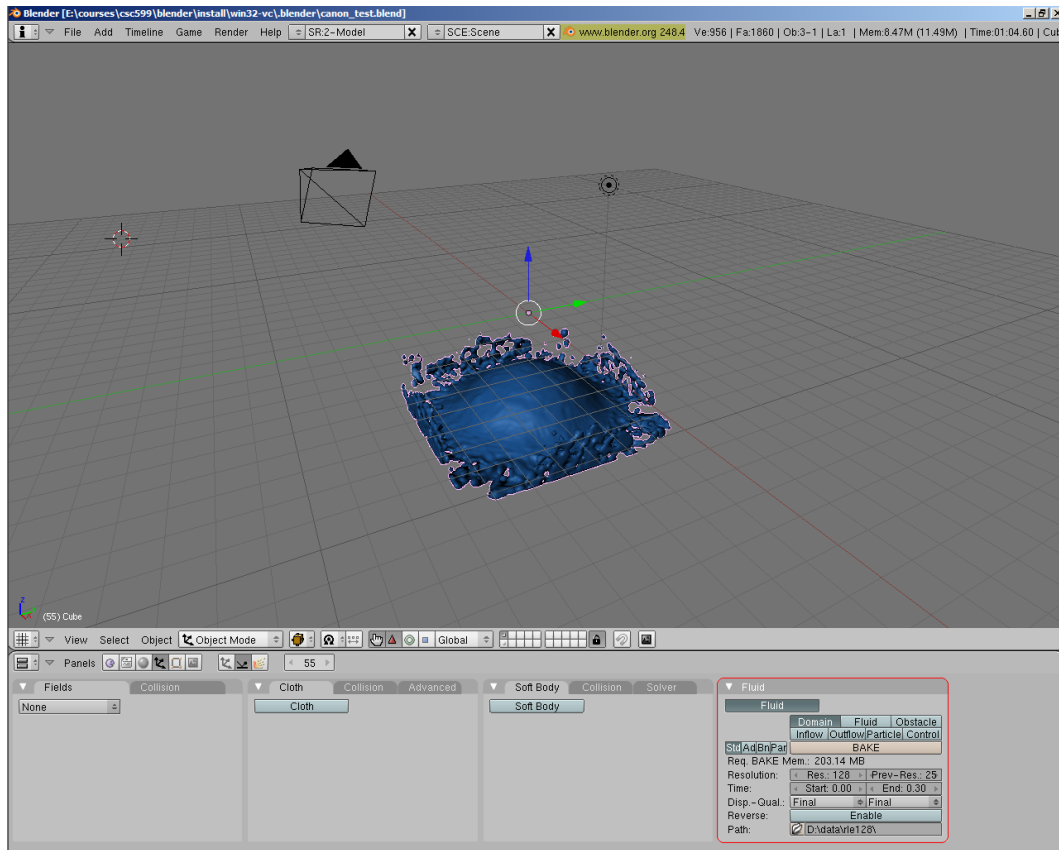 Blender [E:\courses\csc599\blender\install\win32-vc\.blender\canon_test.blend]
File Add Timeline Game Render Help SR:2-Model X SCE:Scene X www.blender.org 248.4 Ve:956 | Fa:1860 | Ob:3-1 | La:1 | Mem:8.47M (11.49M) | Time:01:04.60 | Cub
z
(55) Cube
View Select Object Object Mode Global
Panels 55
Fields Collision Cloth Collision Advanced Soft Body Collision Solver Fluid
None Cloth Soft Body Fluid
Domain Fluid Obstacle
Inflow Outflow Particle Control
Std Ad Bn Par BAKE
Req. BAKE Mem.: 203.14 MB
Resolution: Res.: 128 Prev-Res.: 25
Time: Start: 0.00 End: 0.30
Disp.-Qual.: Final Final
Reverse: Enable
Path: D:\data\rle128\